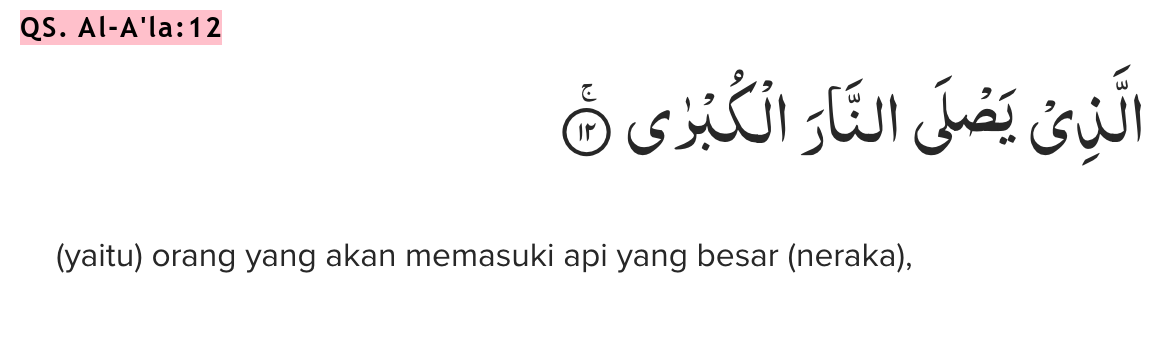 QS. Al-A'la:12
الَّذِيْ يَصْلَى النَّارَ الْكُبْرٰى ۚ ١٢
(yaitu) orang yang akan memasuki api yang besar (neraka),